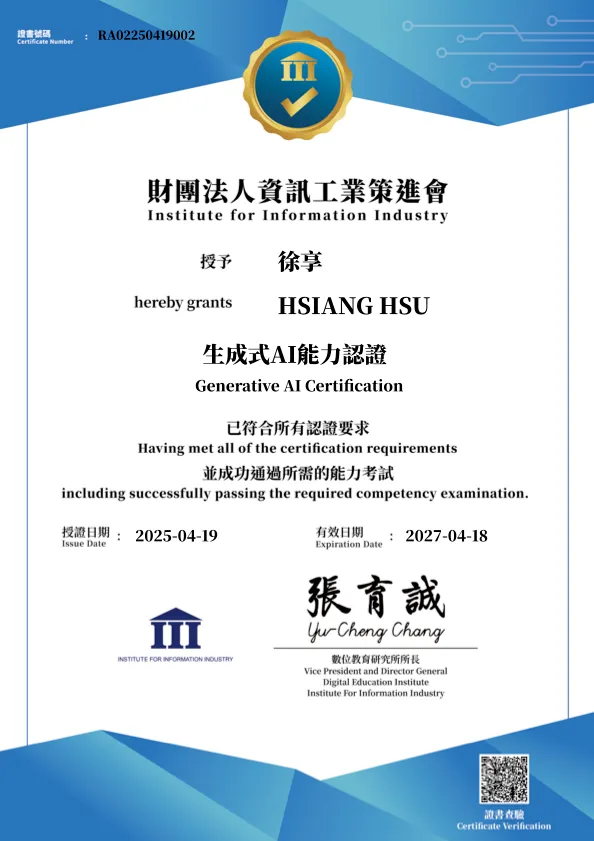 證書號碼
Certificate Number : RA02250419002
財團法人資訊工業策進會
Institute for Information Industry
授予 徐享
hereby grants HSIANG HSU
生成式AI能力認證
Generative AI Certification
已符合所有認證要求
Having met all of the certification requirements
並成功通過所需的能力考試
including successfully passing the required competency examination.
授證日期
Issue Date : 2025-04-19
有效日期
Expiration Date : 2027-04-18
張育誠
Yu-Cheng Chang
III
INSTITUTE FOR INFORMATION INDUSTRY
數位教育研究所所長
Vice President and Director General
Digital Education Institute
Institute For Information Industry
證書查驗
Certificate Verification